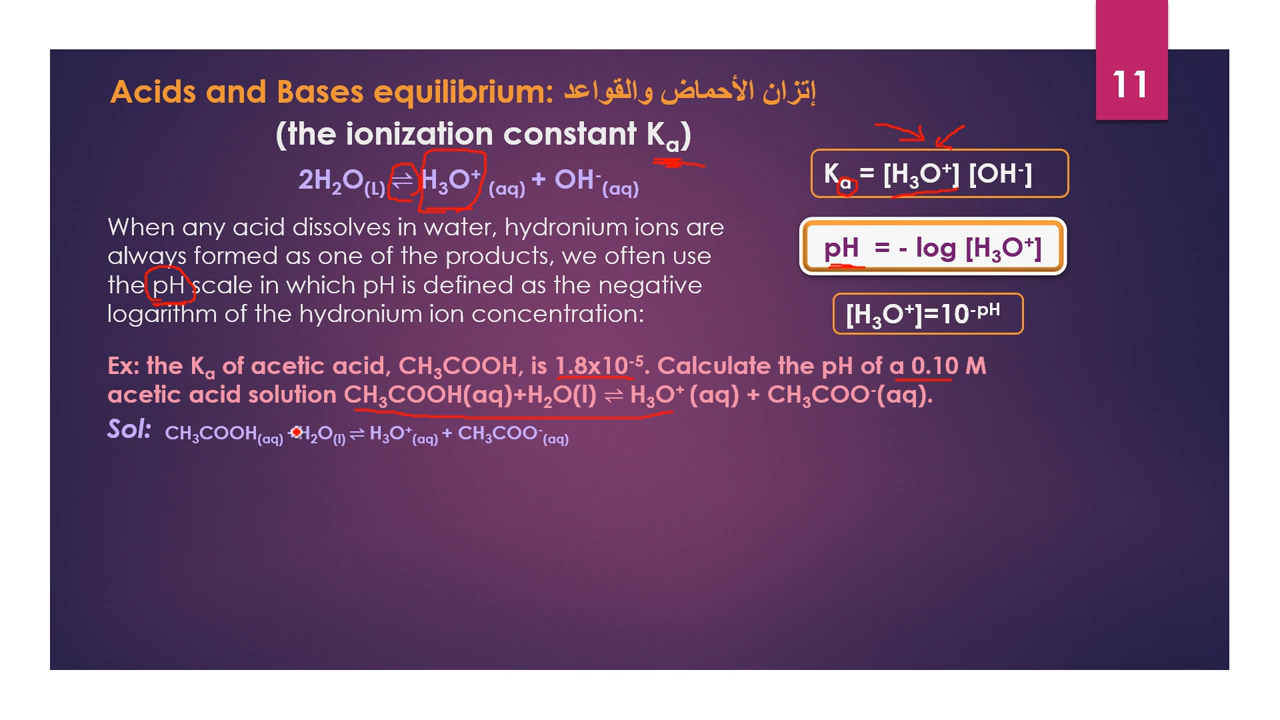 11
Acids and Bases equilibrium: إتزان الأحماض والقواعد
(the ionization constant Kₐ)
2H₂O(L) ⇌ H₃O⁺ (aq) + OH⁻(aq)
Kₐ = [H₃O⁺] [OH⁻]
When any acid dissolves in water, hydronium ions are
always formed as one of the products, we often use
the pH scale in which pH is defined as the negative
logarithm of the hydronium ion concentration:
pH = - log [H₃O⁺]
[H₃O⁺]=10⁻ᵖᴴ
Ex: the Kₐ of acetic acid, CH₃COOH, is 1.8x10⁻⁵. Calculate the pH of a 0.10 M
acetic acid solution CH₃COOH(aq)+H₂O(l) ⇌ H₃O⁺ (aq) + CH₃COO⁻(aq).
Sol: CH₃COOH(aq) +H₂O(l) ⇌ H₃O⁺(aq) + CH₃COO⁻(aq)